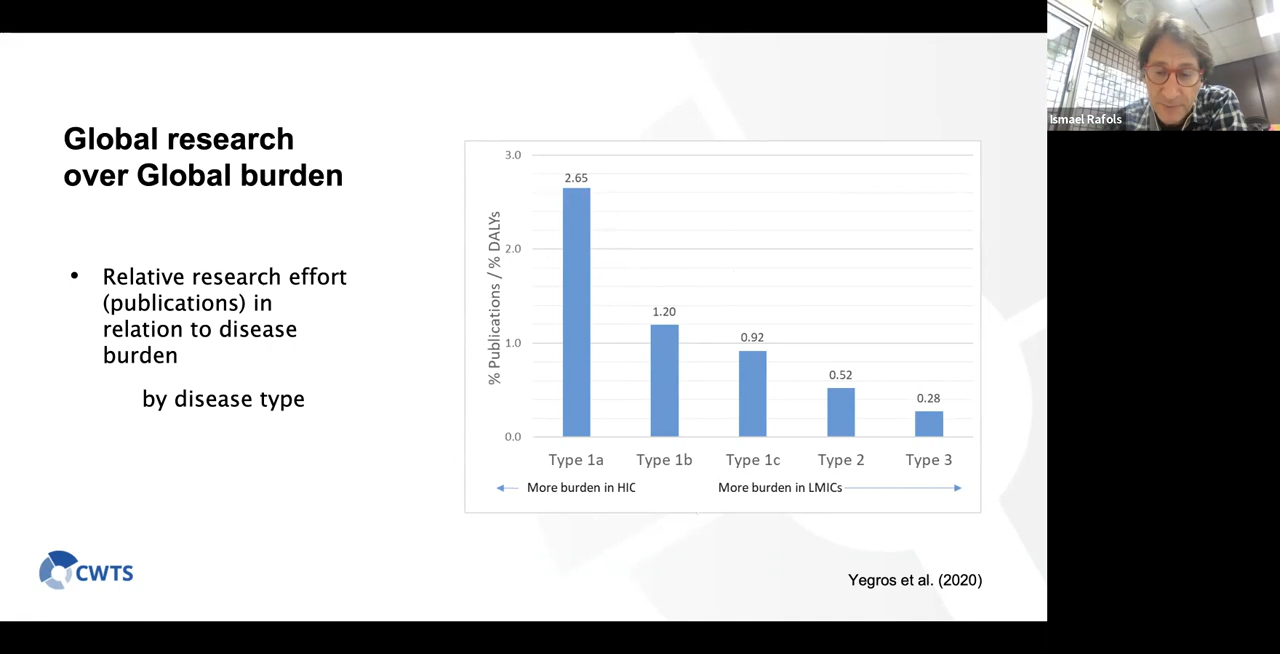 Global research
over Global burden
• Relative research effort
(publications) in
relation to disease
burden
by disease type
% Publications / % DALYs
3.0
2.0
1.0
0.0
2.65
1.20
0.92
0.52
0.28
Type 1a Type 1b Type 1c Type 2 Type 3
More burden in HIC More burden in LMICs
CWTS
Yegros et al. (2020)
Ismael Rafols